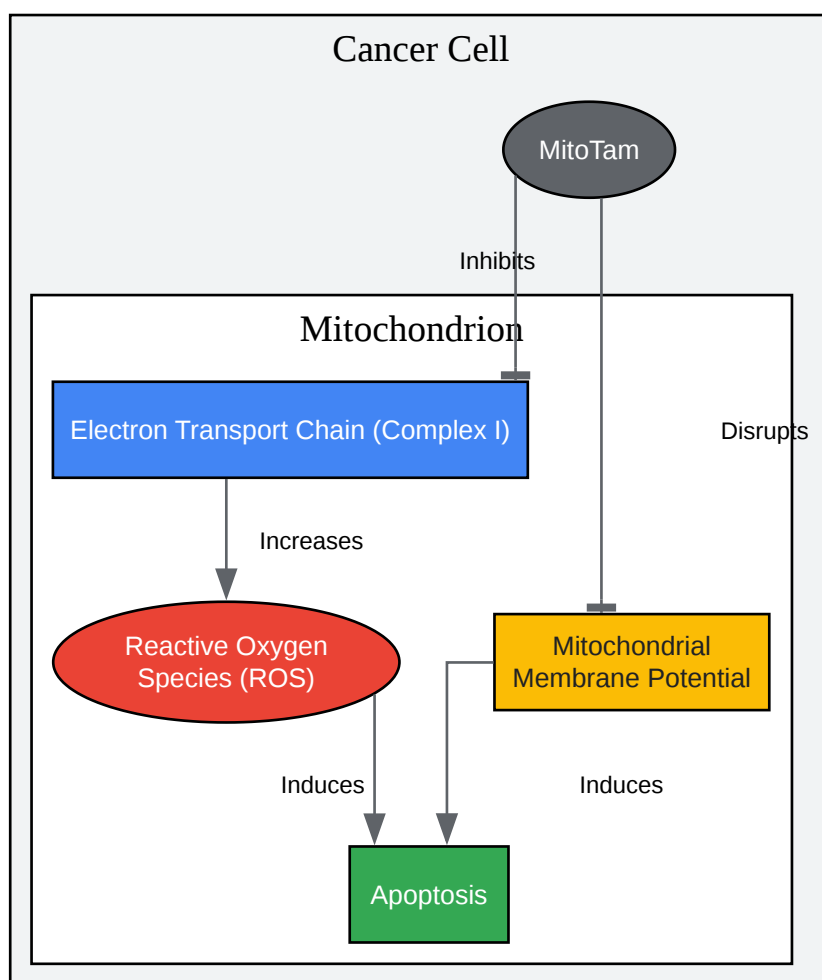 Cancer Cell
MitoTam
Inhibits
Mitochondrion
Electron Transport Chain (Complex I)
Disrupts
Increases
Reactive Oxygen
Species (ROS)
Mitochondrial
Membrane Potential
Induces
Induces
Apoptosis